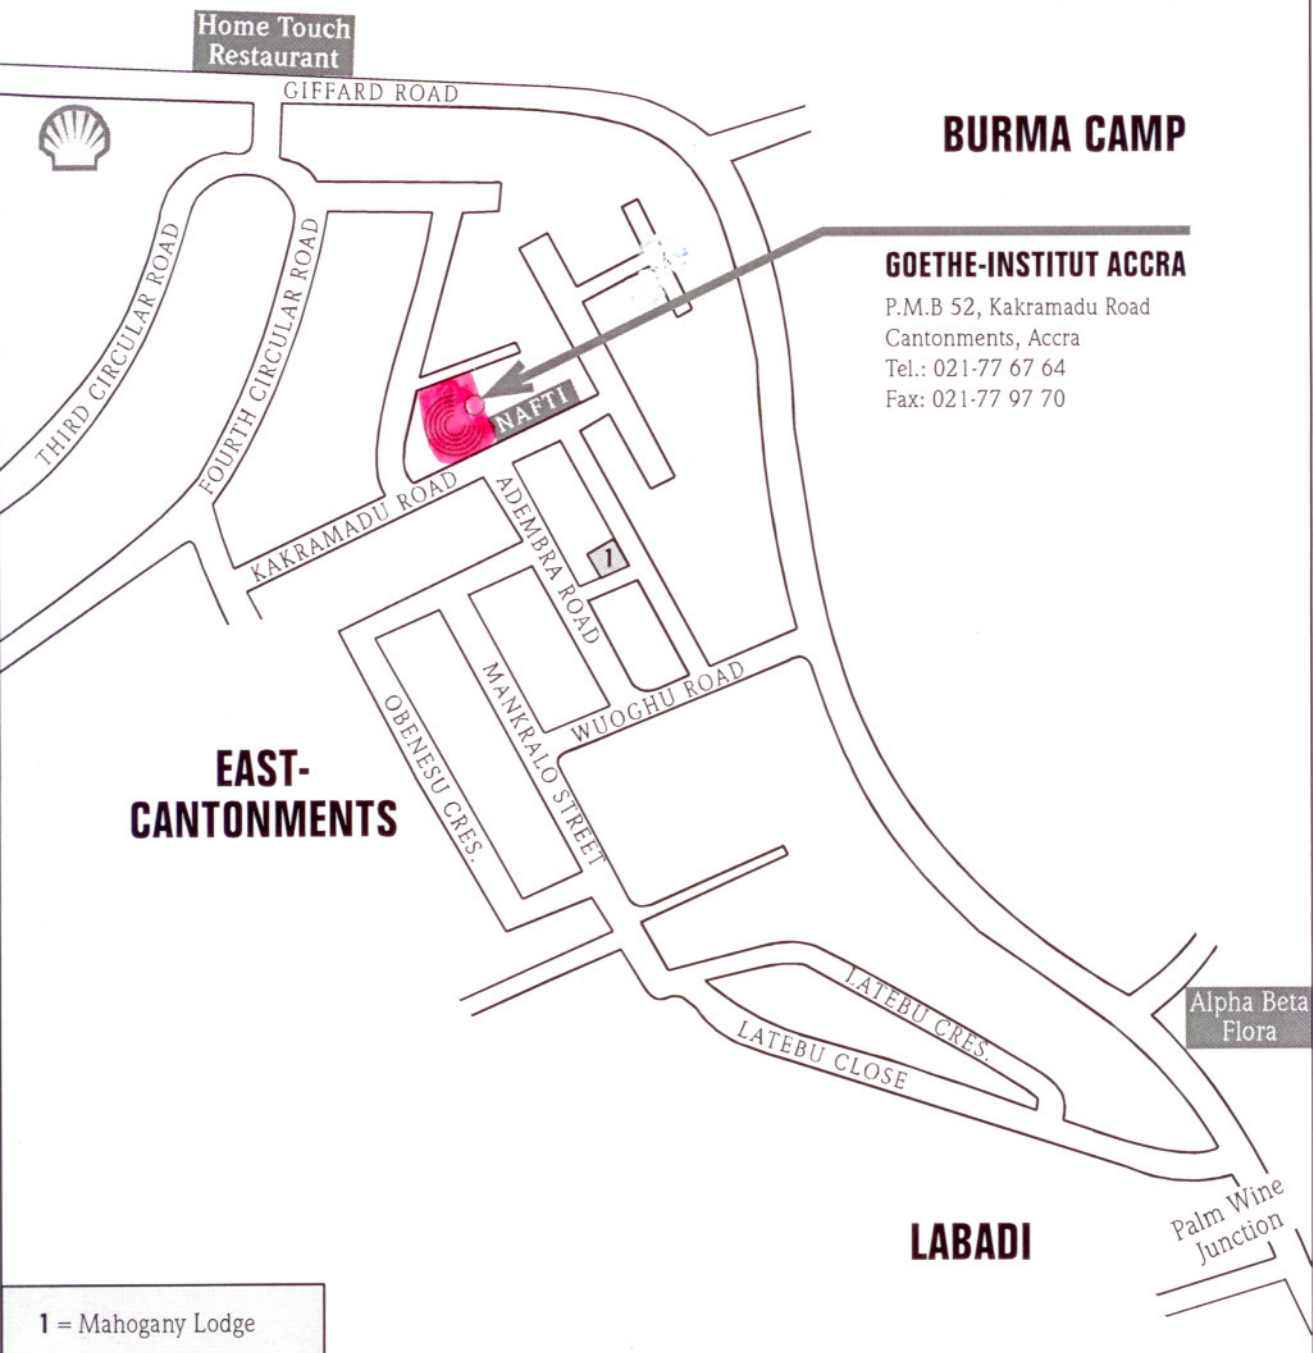 Home Touch
Restaurant
GIFFARD ROAD
BURMA CAMP
GOETHE-INSTITUT ACCRA
P.M.B 52, Kakramadu Road
Cantonments, Accra
Tel.: 021-77 67 64
Fax: 021-77 97 70
THIRD CIRCULAR ROAD
FOURTH CIRCULAR ROAD
NAFTI
KAKRAMADU ROAD
ADEMBRA ROAD
1
WUOGHU ROAD
MANKRALO STREET
OBENESU CRES.
EAST-
CANTONMENTS
LATEBU CRES.
LATEBU CLOSE
Alpha Beta
Flora
Palm Wine
Junction
LABADI
1 = Mahogany Lodge